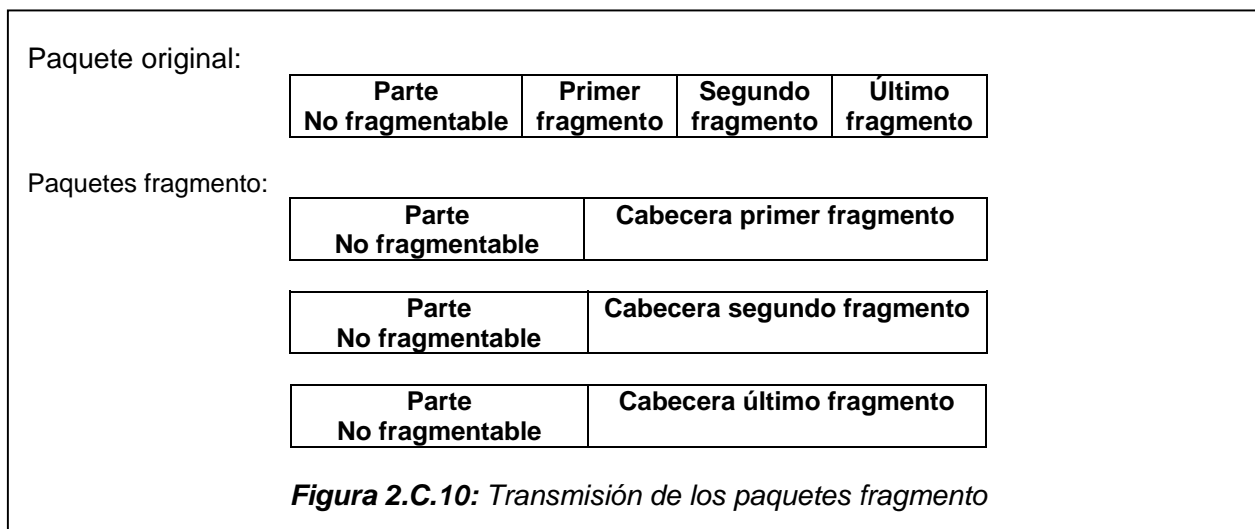 Paquete original:
Parte Primer Segundo Último
No fragmentable fragmento fragmento fragmento
Paquetes fragmento:
Parte Cabecera primer fragmento
No fragmentable
Parte Cabecera segundo fragmento
No fragmentable
Parte Cabecera último fragmento
No fragmentable
Figura 2.C.10: Transmisión de los paquetes fragmento